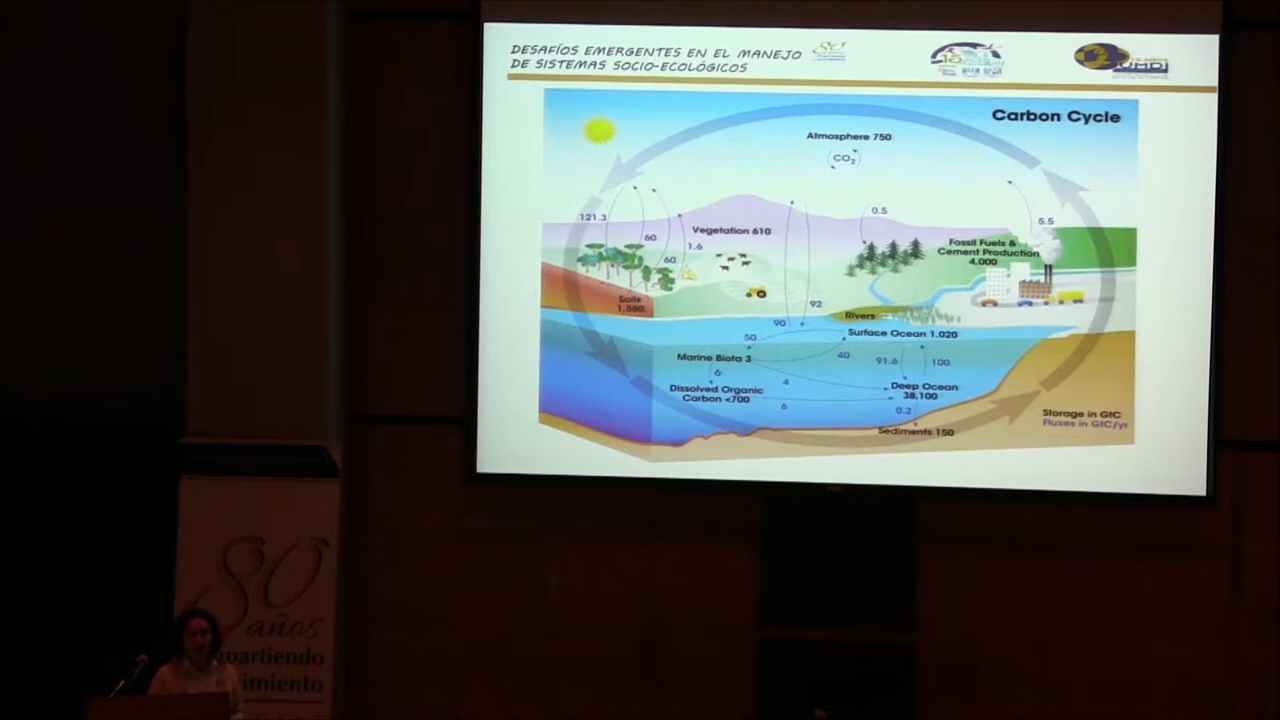 DESAFÍOS EMERGENTES EN EL MANEJO
DE SISTEMAS SOCIO-ECOLÓGICOS
80
Carbon Cycle
Atmosphere 750
CO₂
121.3
60
Vegetation 610
1.6
60
0.5
5.5
Fossil Fuels &
Cement Production
4,000
Soils
1,580
92
90
Rivers
50
Surface Ocean 1,020
Marine Biota 3
40
91.6
100
6
Dissolved Organic
Carbon <700
4
Deep Ocean
38,100
6
0.2
Sediments 150
Storage in GtC
Fluxes in GtC/yr
80
años
partiendo
imiento